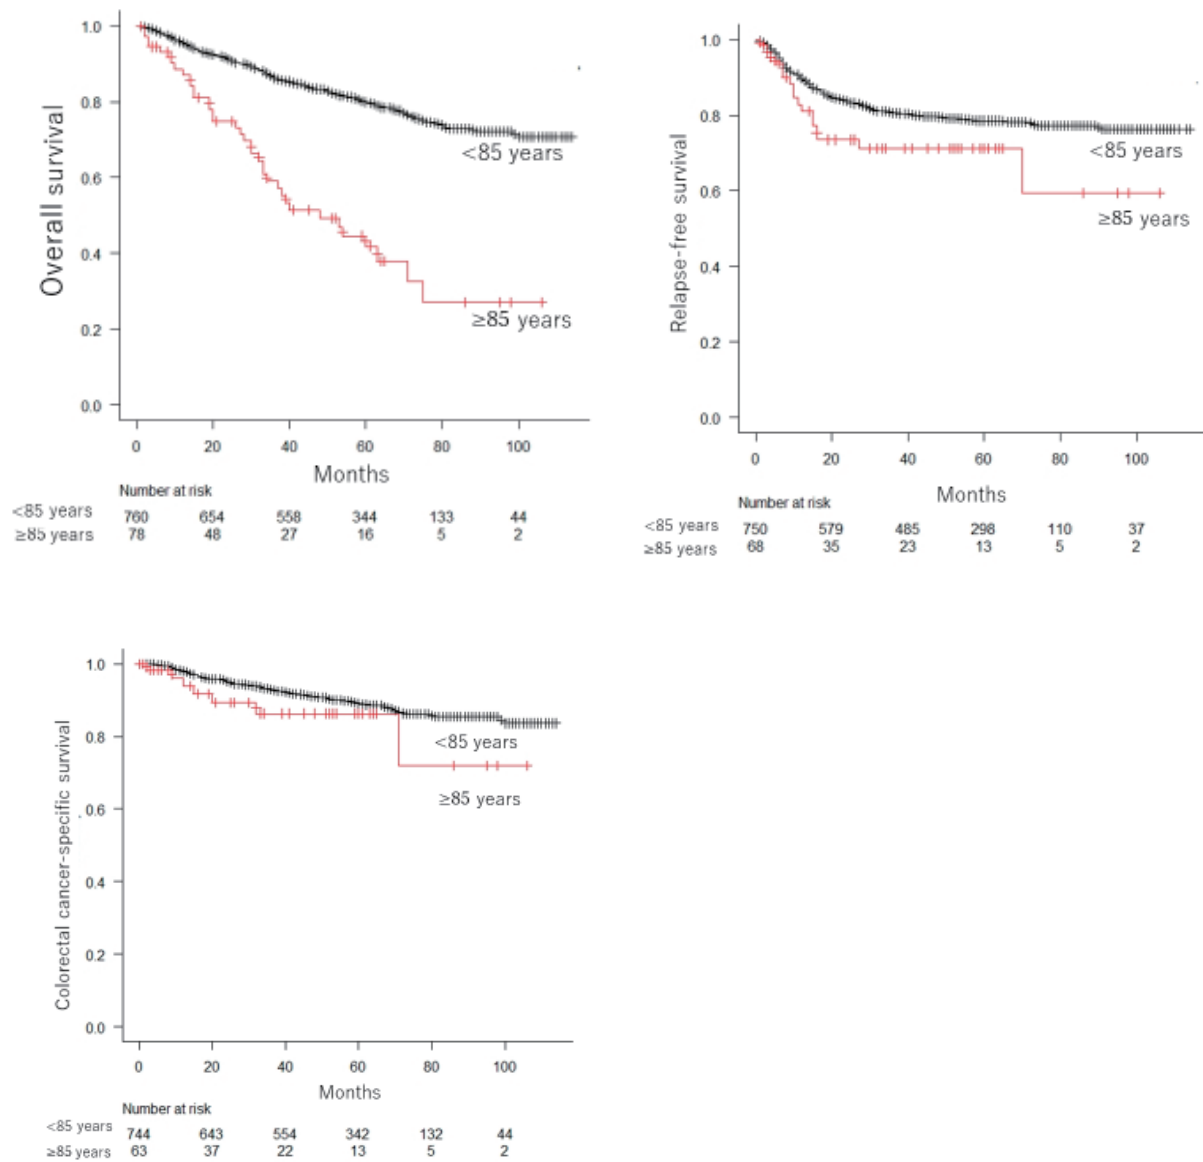 Overall survival
1.0
0.8
0.6
0.4
0.2
0.0
<85 years
≥85 years
0 20 40 60 80 100
Months
Number at risk
<85 years 760 654 558 344 133 44
≥85 years 78 48 27 16 5 2
Relapse-free survival
1.0
0.8
0.6
0.4
0.2
0.0
<85 years
≥85 years
0 20 40 60 80 100
Months
Number at risk
<85 years 750 579 485 298 110 37
≥85 years 68 35 23 13 5 2
Colorectal cancer-specific survival
1.0
0.8
0.6
0.4
0.2
0.0
<85 years
≥85 years
0 20 40 60 80 100
Months
Number at risk
<85 years 744 643 554 342 132 44
≥85 years 63 37 22 13 5 2